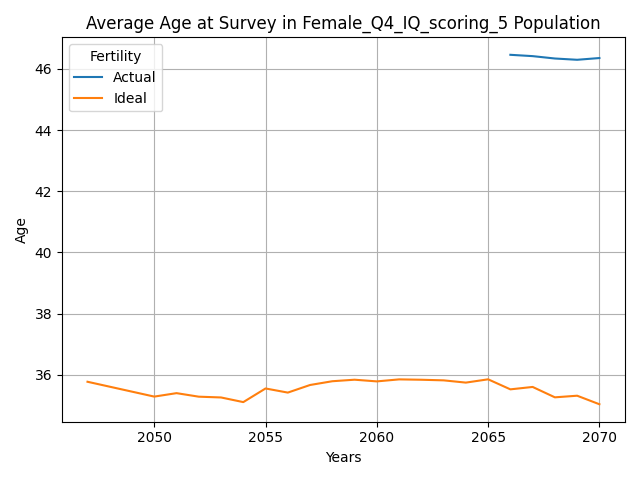 Average Age at Survey in Female_Q4_IQ_scoring_5 Population
Fertility
Actual
Ideal
46
44
42
40
38
36
Age
2050 2055 2060 2065 2070
Years